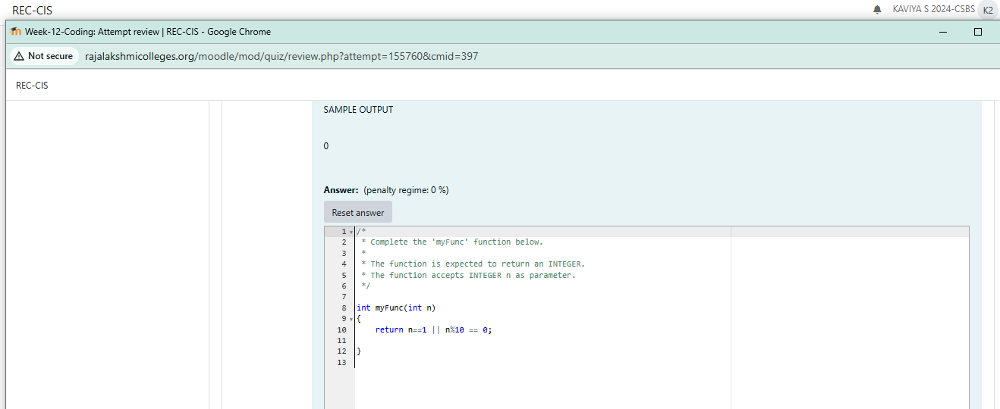 REC-CIS
KAVIYA S 2024-CSBS K2
Week-12-Coding: Attempt review | REC-CIS - Google Chrome
Not secure rajalakshmicolleges.org/moodle/mod/quiz/review.php?attempt=155760&cmid=397
REC-CIS
SAMPLE OUTPUT
0
Answer: (penalty regime: 0 %)
Reset answer
1 /*
2 * Complete the 'myFunc' function below.
3 *
4 * The function is expected to return an INTEGER.
5 * The function accepts INTEGER n as parameter.
6 */
7
8 int myFunc(int n)
9 {
10 return n==1 || n%10 == 0;
11
12 }
13